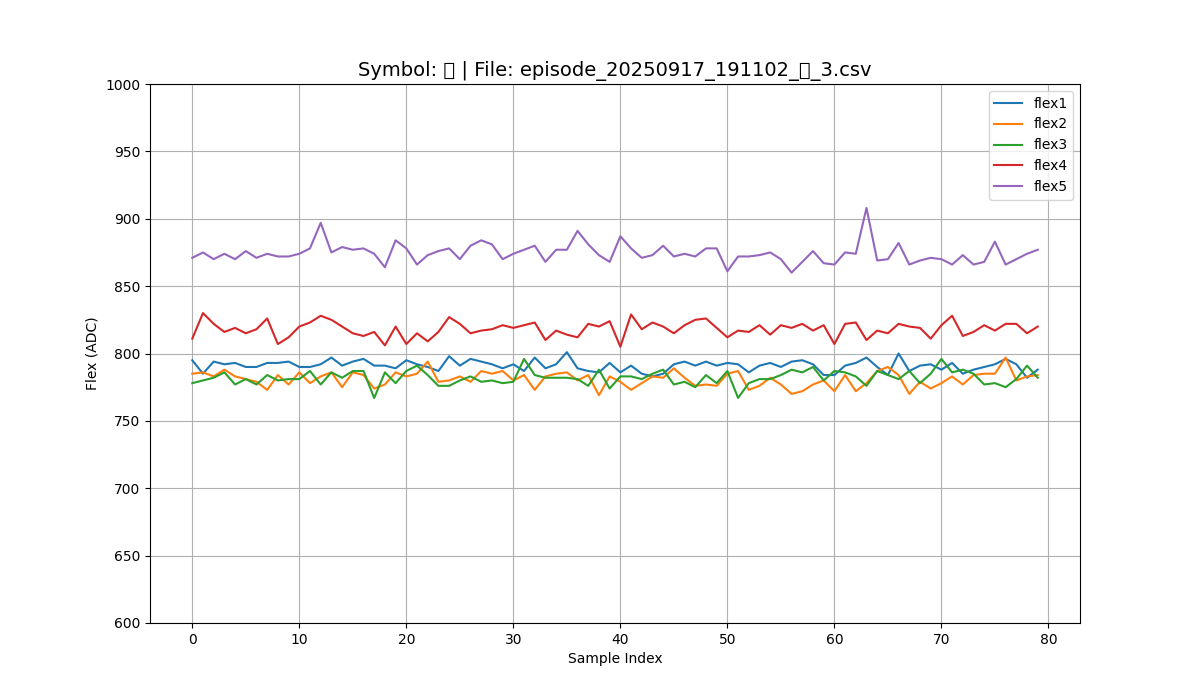 Symbol: ▯ | File: episode_20250917_191102_▯_3.csv
1000
950
900
850
800
750
700
650
600
Flex (ADC)
0 10 20 30 40 50 60 70 80
Sample Index
flex1
flex2
flex3
flex4
flex5